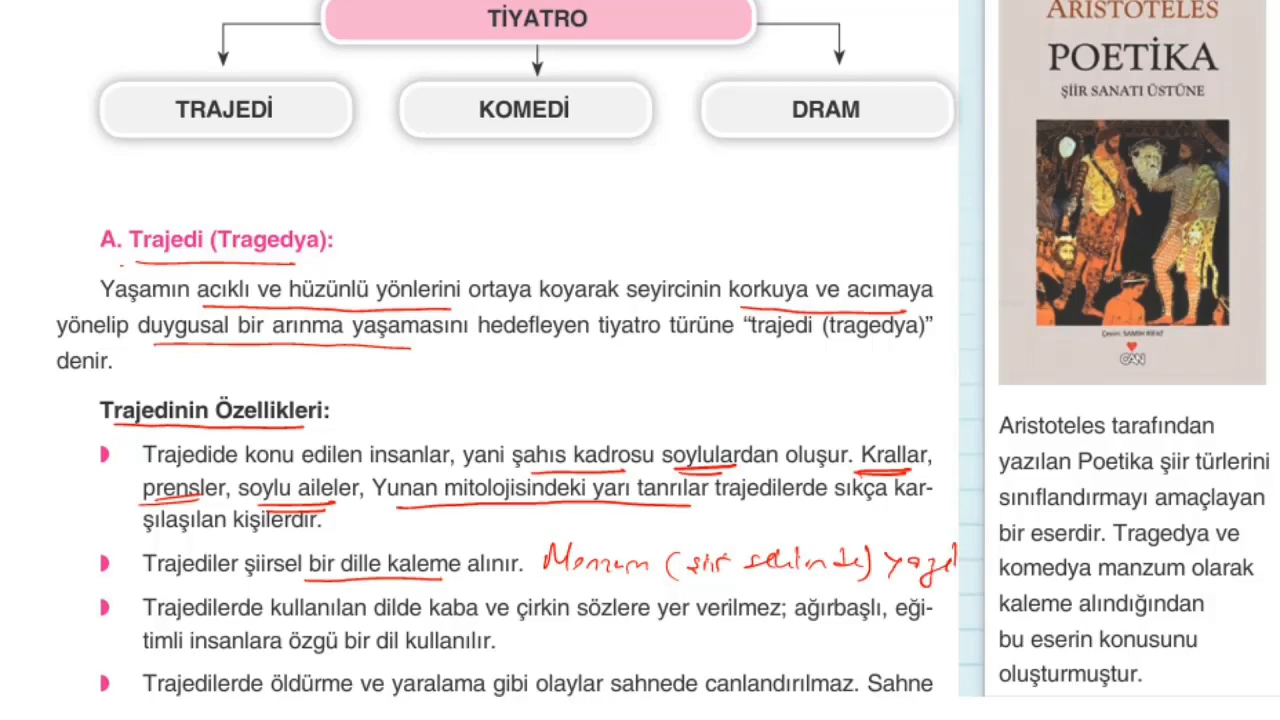 TİYATRO
TRAJEDİ
KOMEDİ
DRAM
A. Trajedi (Tragedya):
Yaşamın acıklı ve hüzünlü yönlerini ortaya koyarak seyircinin korkuya ve acımaya
yönelip duygusal bir arınma yaşamasını hedefleyen tiyatro türüne “trajedi (tragedya)”
denir.
Trajedinin Özellikleri:
Trajedide konu edilen insanlar, yani şahıs kadrosu soylulardan oluşur. Krallar,
prensler, soylu aileler, Yunan mitolojisindeki yarı tanrılar trajedilerde sıkça kar-
şılaşılan kişilerdir.
Trajediler şiirsel bir dille kaleme alınır. Manzum (şiir şeklinde)
Trajedilerde kullanılan dilde kaba ve çirkin sözlere yer verilmez; ağırbaşlı, eği-
timli insanlara özgü bir dil kullanılır.
Trajedilerde öldürme ve yaralama gibi olaylar sahnede canlandırılmaz. Sahne
ARISTOTELES
POETİKA
ŞİİR SANATI ÜSTÜNE
Çeviri: SAMİH RİFAT
CAN
Aristoteles tarafından
yazılan Poetika şiir türlerini
sınıflandırmayı amaçlayan
bir eserdir. Tragedya ve
komedya manzum olarak
kaleme alındığından
bu eserin konusunu
oluşturmuştur.